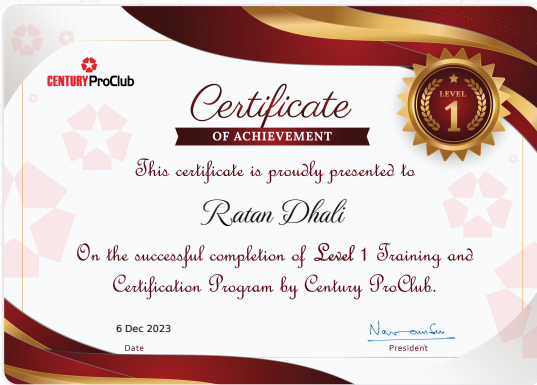 CENTURY ProClub
Certificate
OF ACHIEVEMENT
LEVEL
1
This certificate is proudly presented to
Ratan Dhali
On the successful completion of Level 1 Training and
Certification Program by Century ProClub.
6 Dec 2023
Date
President